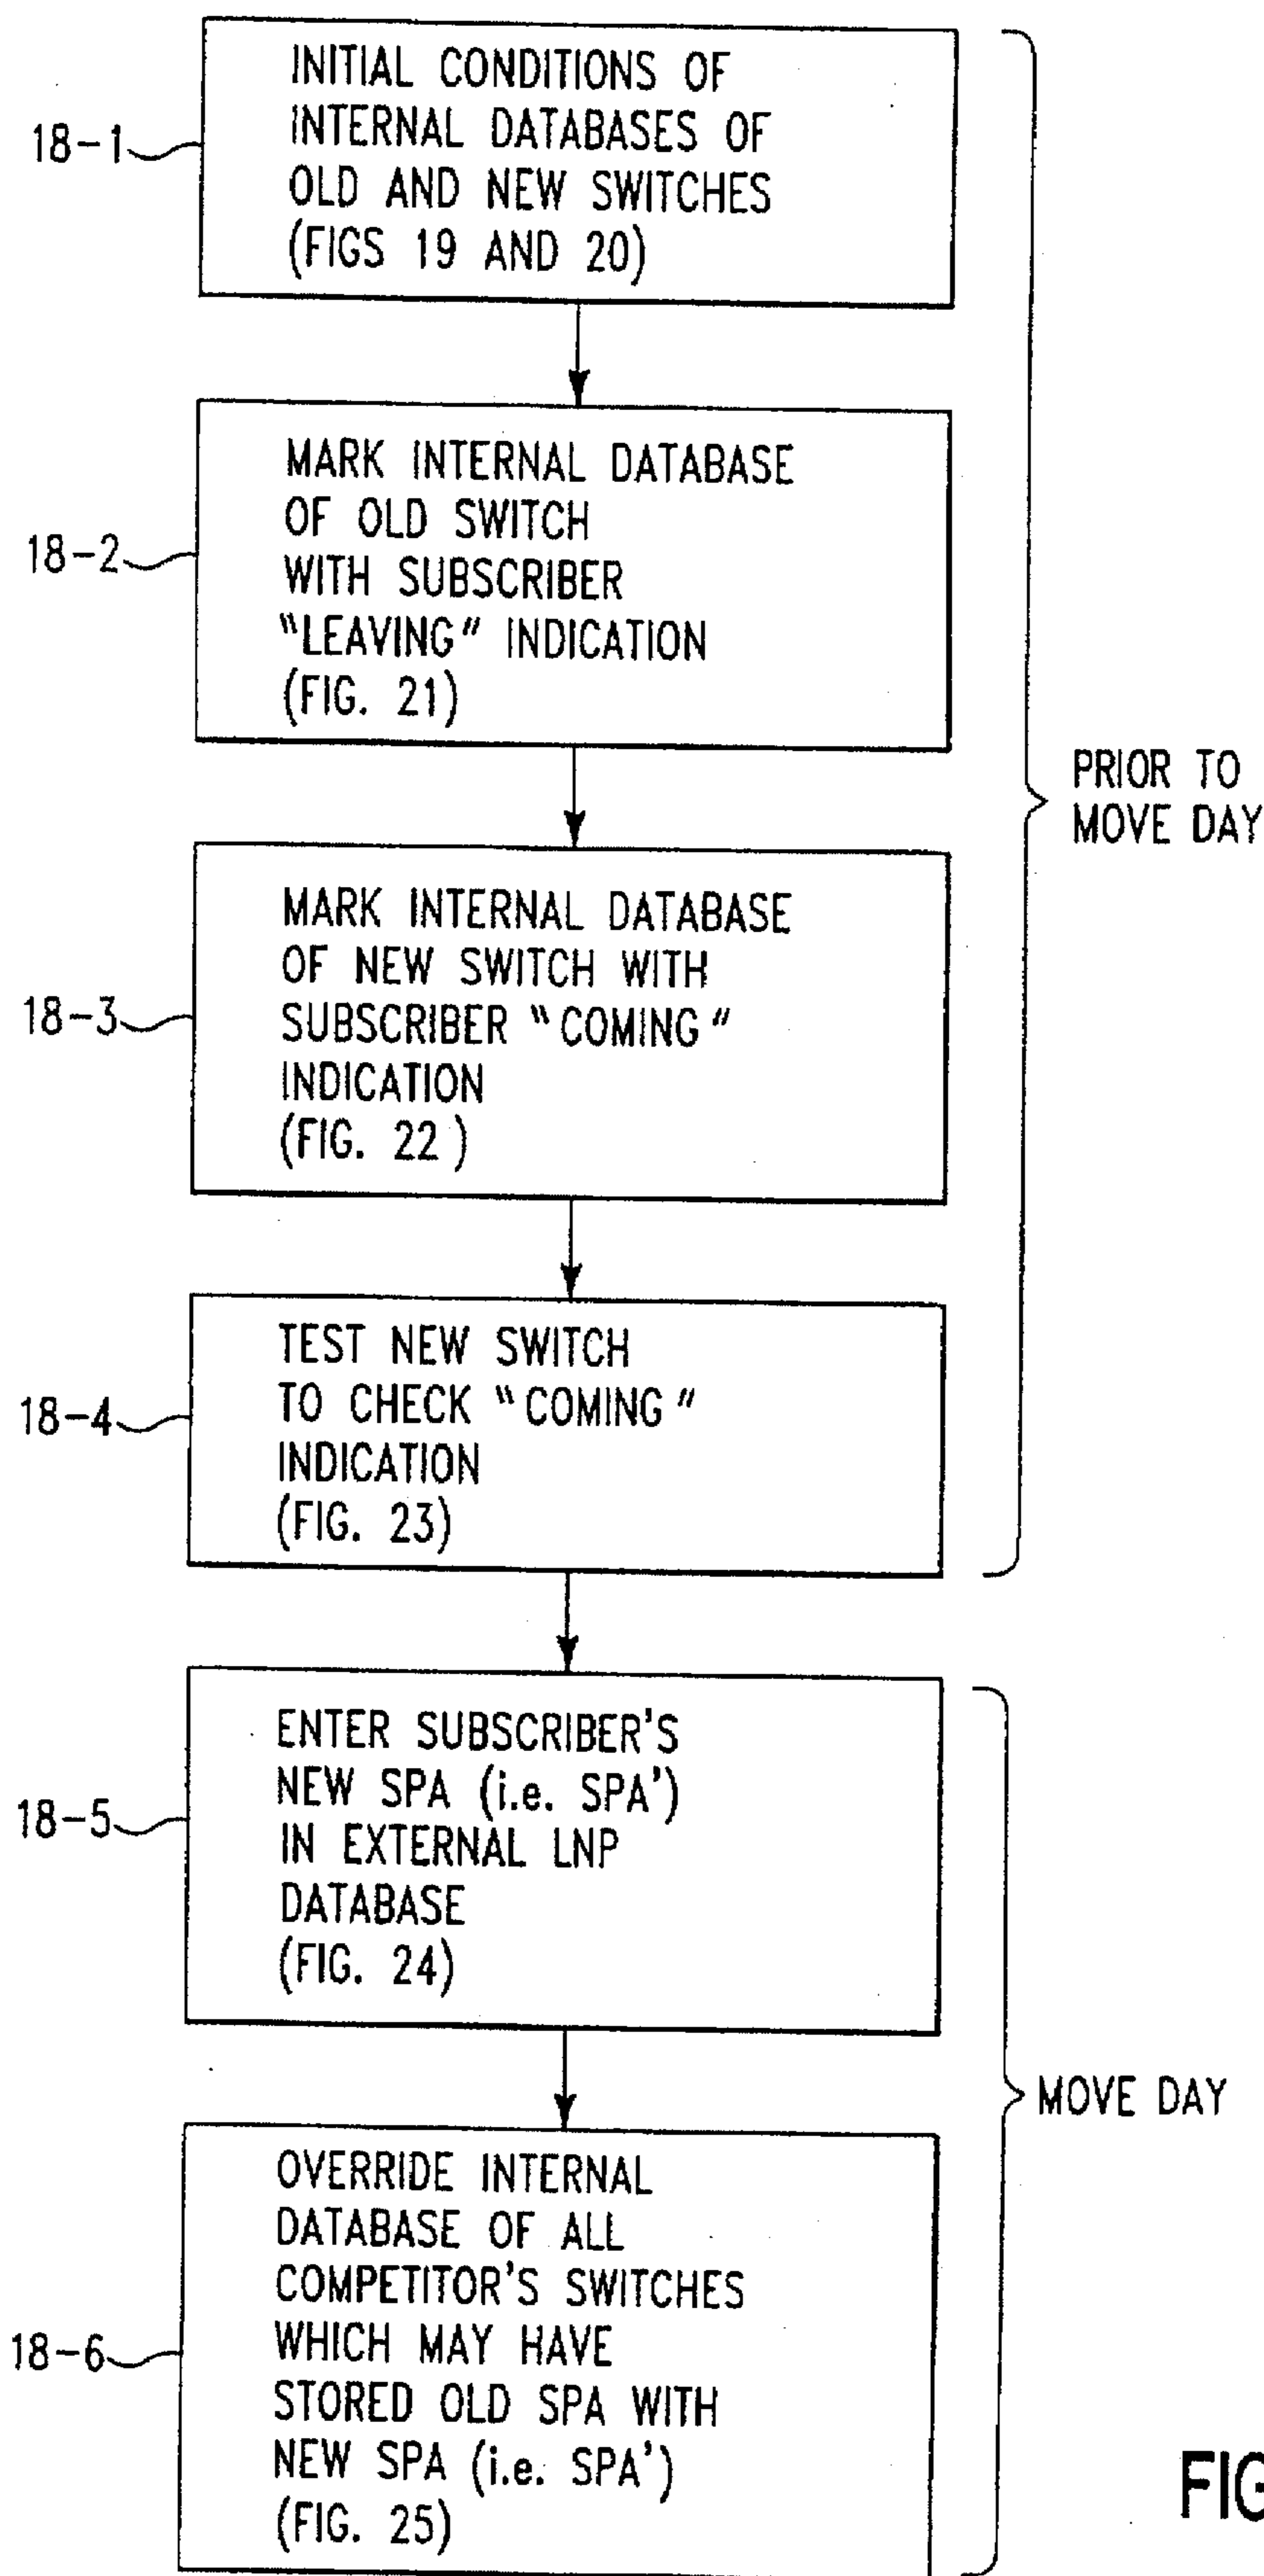 18-1
INITIAL CONDITIONS OF
INTERNAL DATABASES OF
OLD AND NEW SWITCHES
(FIGS 19 AND 20)
18-2
MARK INTERNAL DATABASE
OF OLD SWITCH
WITH SUBSCRIBER
"LEAVING" INDICATION
(FIG. 21)
PRIOR TO
MOVE DAY
18-3
MARK INTERNAL DATABASE
OF NEW SWITCH WITH
SUBSCRIBER "COMING"
INDICATION
(FIG. 22)
18-4
TEST NEW SWITCH
TO CHECK "COMING"
INDICATION
(FIG. 23)
18-5
ENTER SUBSCRIBER'S
NEW SPA (i.e. SPA')
IN EXTERNAL LNP
DATABASE
(FIG. 24)
MOVE DAY
18-6
OVERRIDE INTERNAL
DATABASE OF ALL
COMPETITOR'S SWITCHES
WHICH MAY HAVE
STORED OLD SPA WITH
NEW SPA (i.e. SPA')
(FIG. 25)
FIG